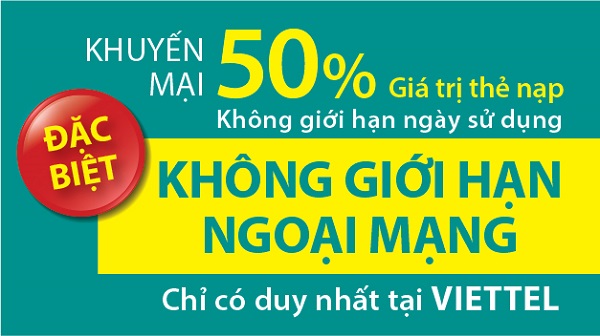 KHUYẾN
MẠI
50% Giá trị thẻ nạp
Không giới hạn ngày sử dụng
ĐẶC
BIỆT
KHÔNG GIỚI HẠN
NGOẠI MẠNG
Chỉ có duy nhất tại VIETTEL